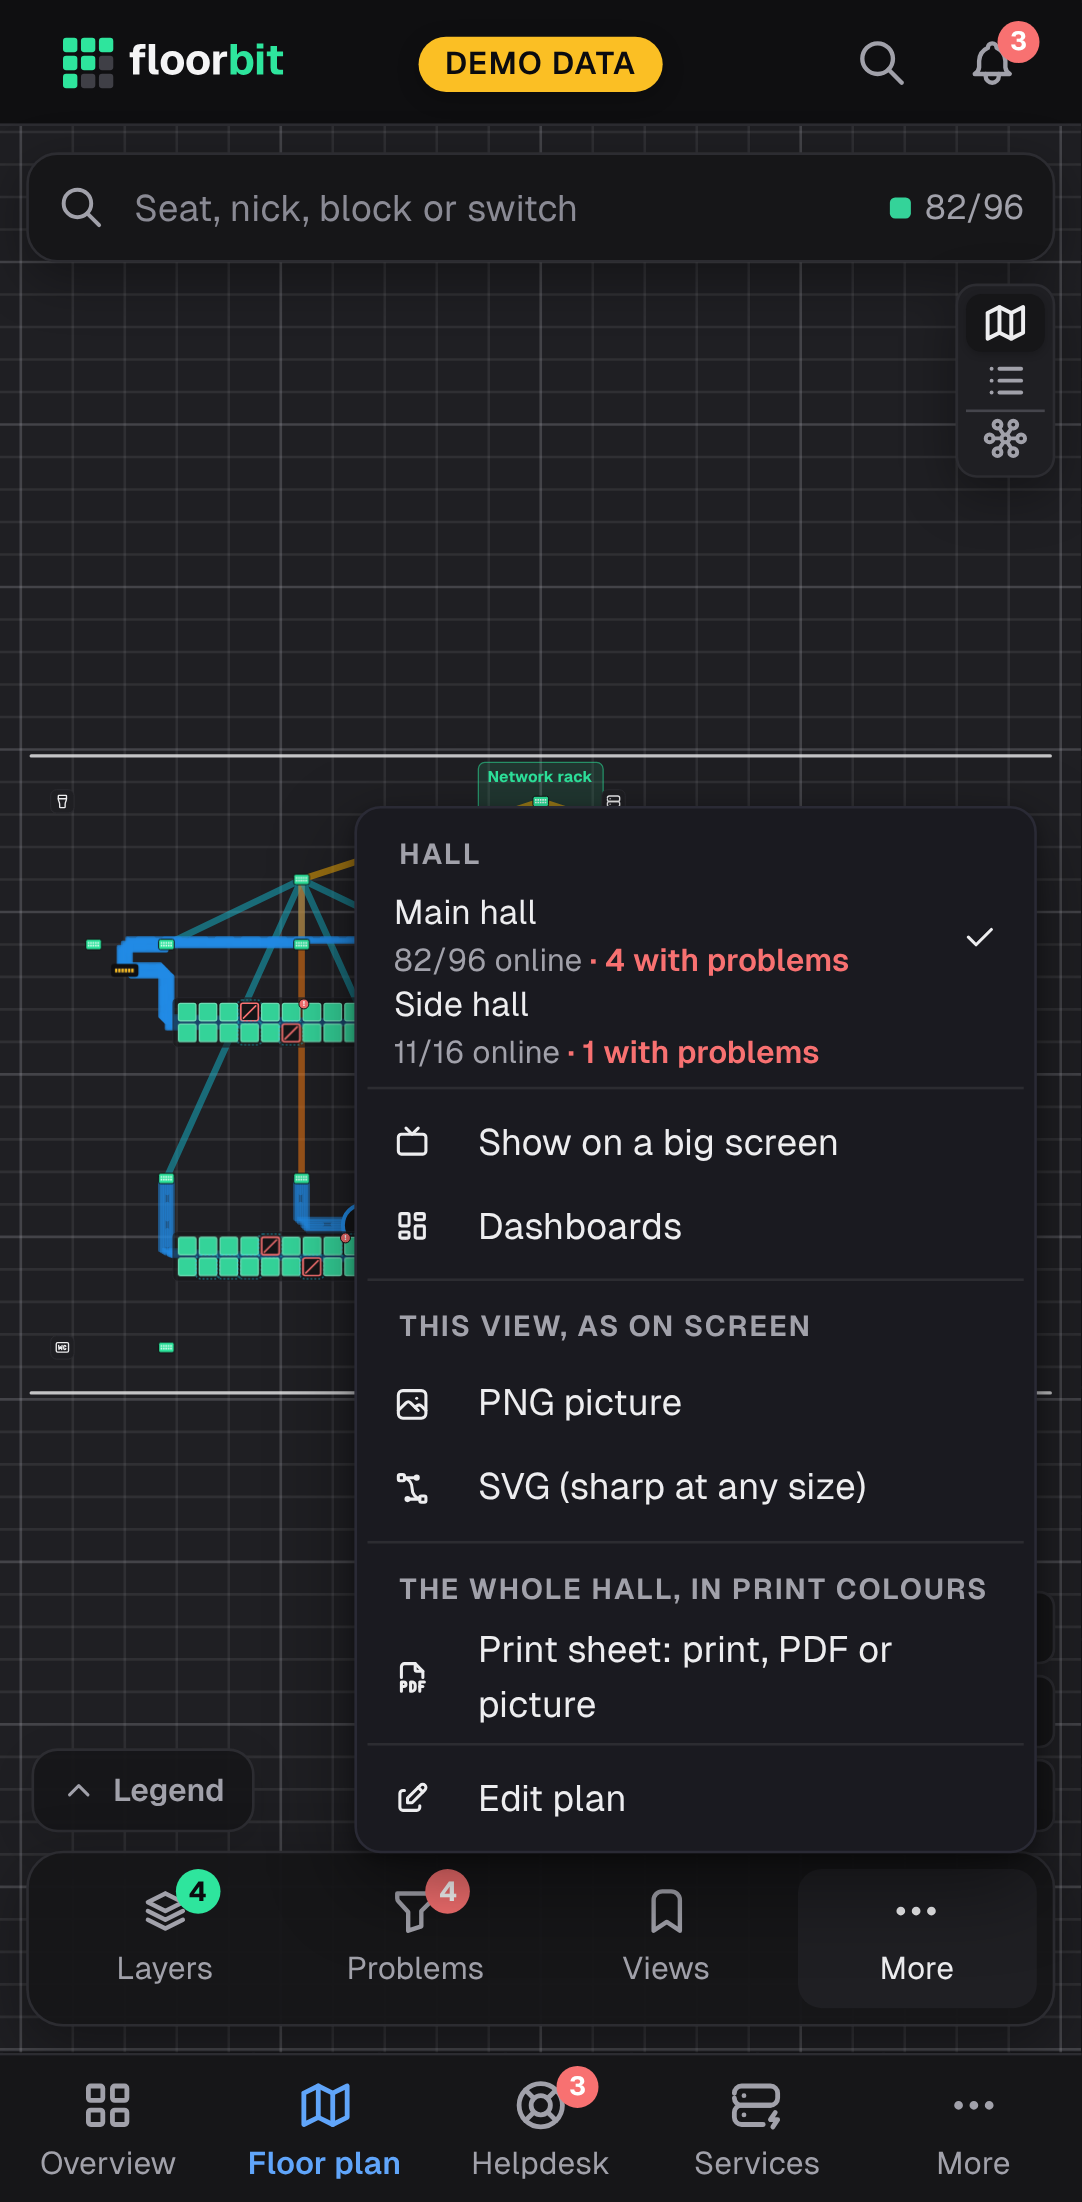 floorbit
DEMO DATA
3
Seat, nick, block or switch
82/96
Network rack
HALL
Main hall
82/96 online · 4 with problems
Side hall
11/16 online · 1 with problems
Show on a big screen
Dashboards
THIS VIEW, AS ON SCREEN
PNG picture
SVG (sharp at any size)
THE WHOLE HALL, IN PRINT COLOURS
Print sheet: print, PDF or
picture
PDF
Edit plan
WC
Legend
4
Layers
4
Problems
Views
More
Overview
Floor plan
3
Helpdesk
Services
More